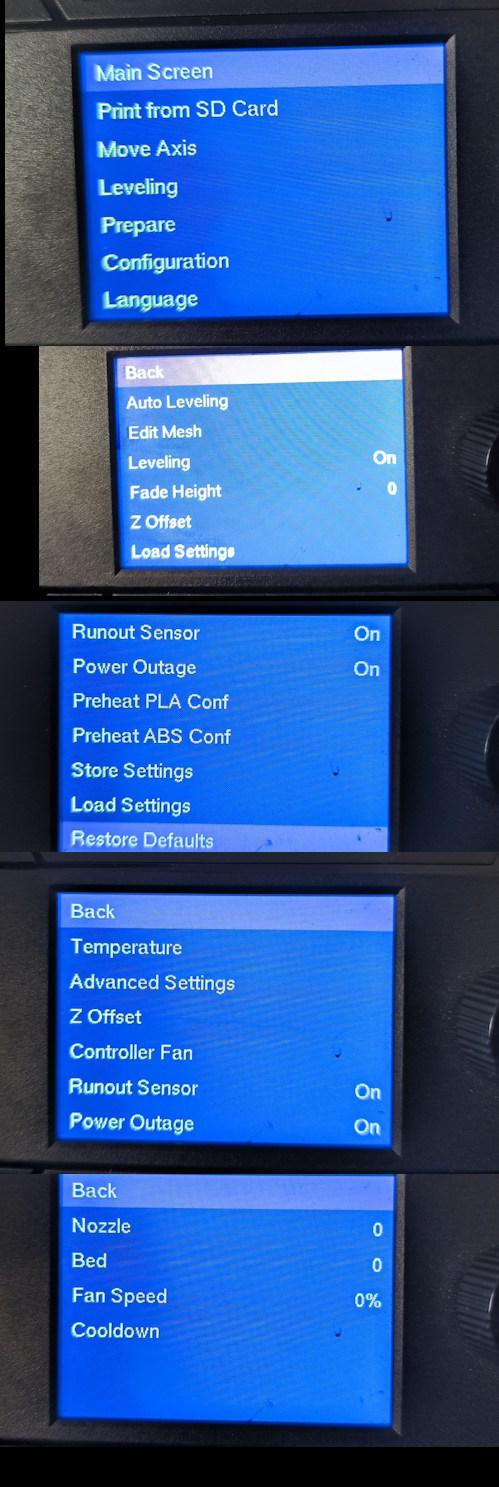 Main Screen
Print from SD Card
Move Axis
Leveling
Prepare
Configuration
Language
Back
Auto Leveling
Edit Mesh
Leveling On
Fade Height 0
Z Offset
Load Settings
Runout Sensor On
Power Outage On
Preheat PLA Conf
Preheat ABS Conf
Store Settings
Load Settings
Restore Defaults
Back
Temperature
Advanced Settings
Z Offset
Controller Fan
Runout Sensor On
Power Outage On
Back
Nozzle 0
Bed 0
Fan Speed 0%
Cooldown